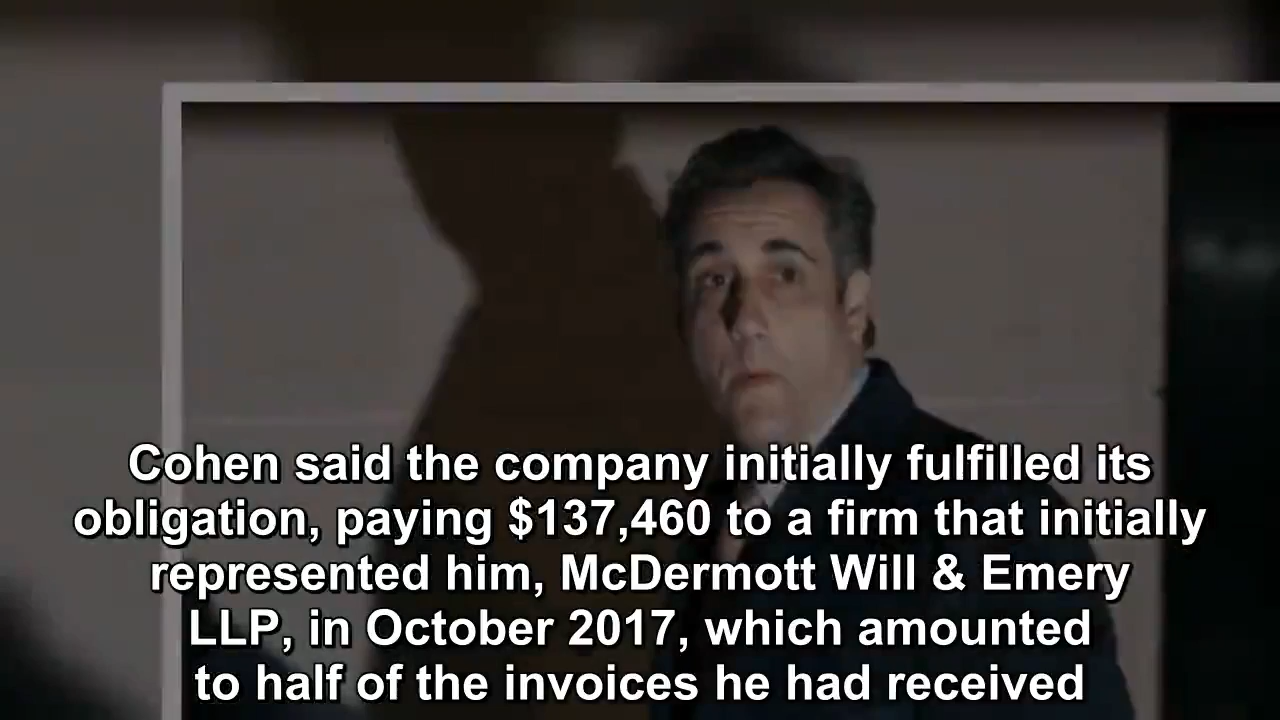 Cohen said the company initially fulfilled its
obligation, paying $137,460 to a firm that initially
represented him, McDermott Will & Emery
LLP, in October 2017, which amounted
to half of the invoices he had received